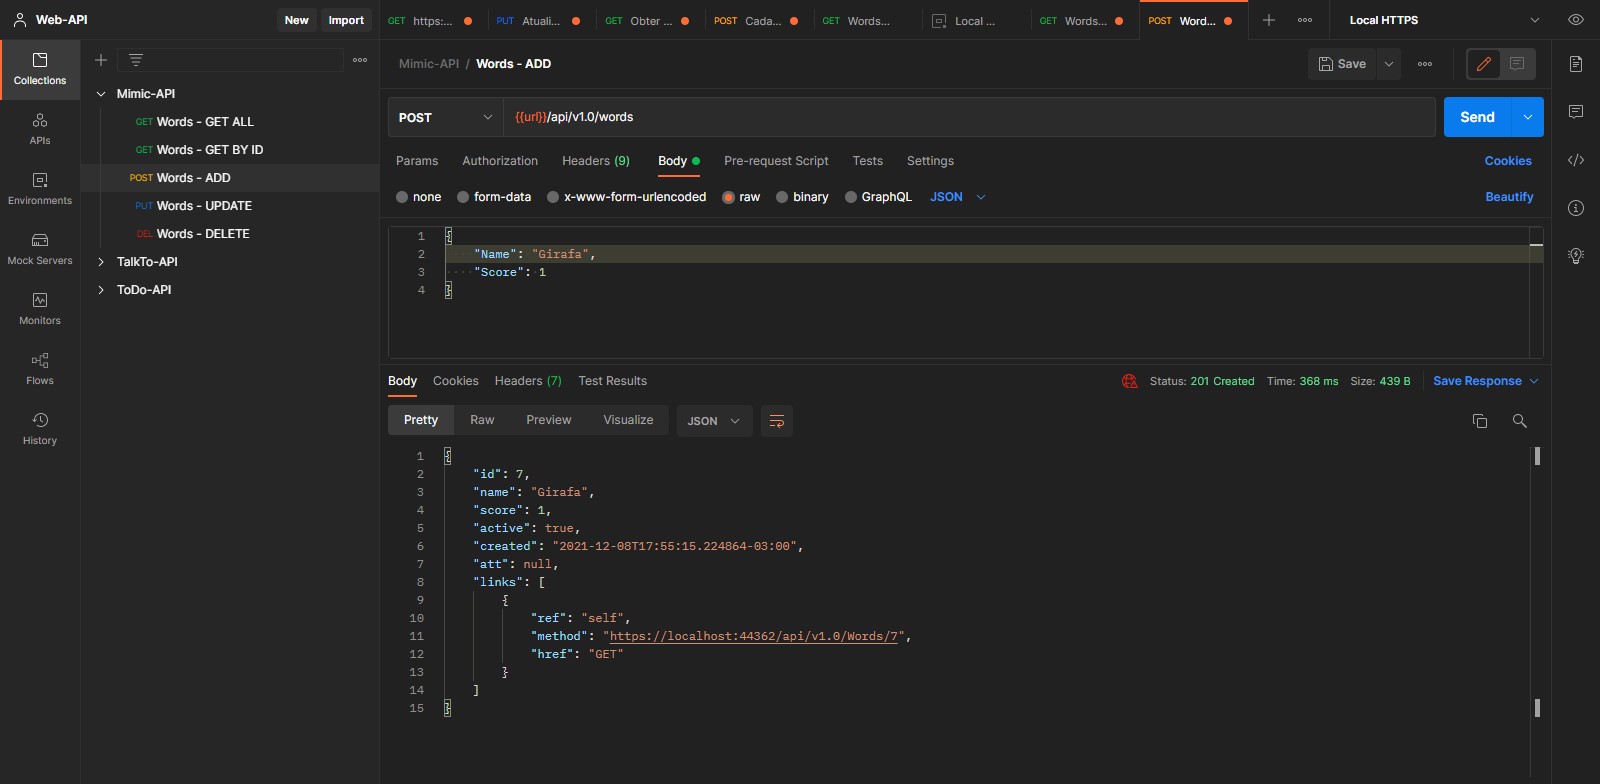 Web-API
New
Import
GET https:...
PUT Atuali...
GET Obter ...
POST Cada...
GET Words...
Local ...
GET Words...
POST Word...
Local HTTPS
Collections
APIs
Environments
Mock Servers
Monitors
Flows
History
Mimic-API
GET Words - GET ALL
GET Words - GET BY ID
POST Words - ADD
PUT Words - UPDATE
DEL Words - DELETE
TalkTo-API
ToDo-API
Mimic-API / Words - ADD
Save
POST
{{url}}/api/v1.0/words
Send
Params Authorization Headers (9) Body Pre-request Script Tests Settings
Cookies
none form-data x-www-form-urlencoded raw binary GraphQL JSON
Beautify
1 {
2 "Name": "Girafa",
3 "Score": 1
4 }
Body Cookies Headers (7) Test Results
Status: 201 Created Time: 368 ms Size: 439 B
Save Response
Pretty Raw Preview Visualize JSON
1 {
2 "id": 7,
3 "name": "Girafa",
4 "score": 1,
5 "active": true,
6 "created": "2021-12-08T17:55:15.224864-03:00",
7 "att": null,
8 "links": [
9 {
10 "ref": "self",
11 "method": "https://localhost:44362/api/v1.0/Words/7",
12 "href": "GET"
13 }
14 ]
15 }